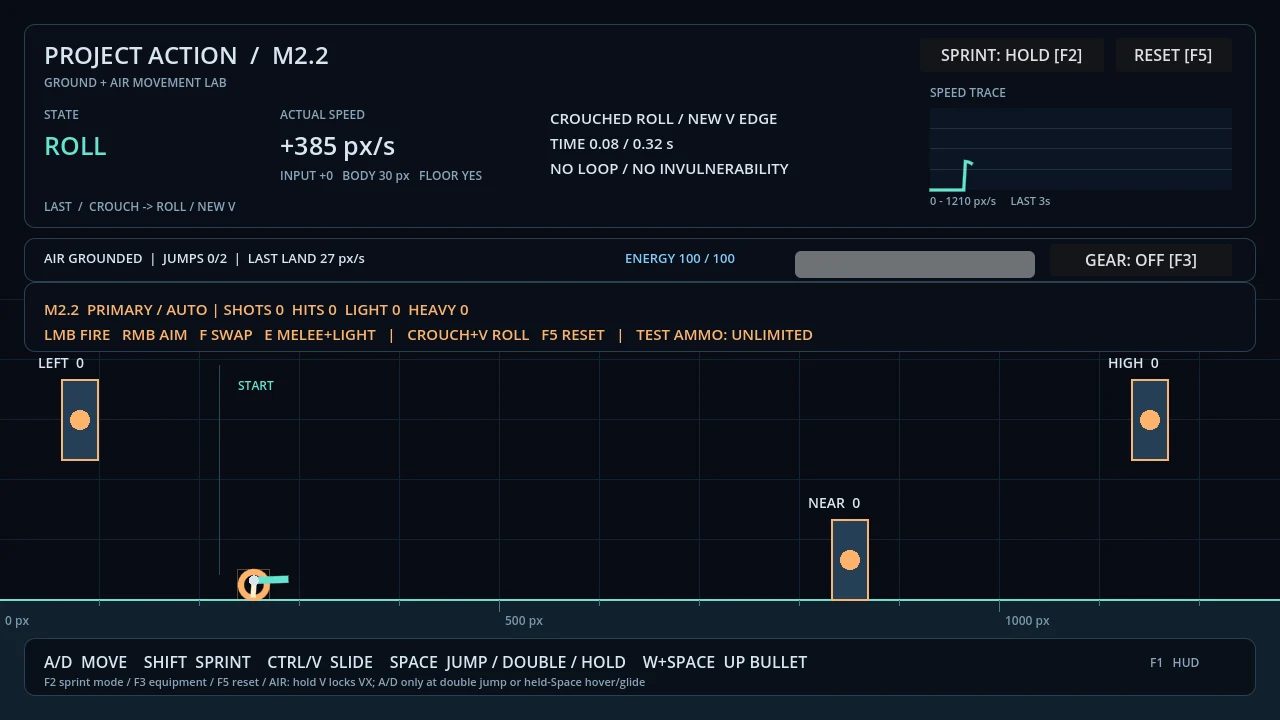 PROJECT ACTION / M2.2
GROUND + AIR MOVEMENT LAB
SPRINT: HOLD [F2]
RESET [F5]
STATE
ROLL
ACTUAL SPEED
+385 px/s
INPUT +0 BODY 30 px FLOOR YES
CROUCHED ROLL / NEW V EDGE
TIME 0.08 / 0.32 s
NO LOOP / NO INVULNERABILITY
SPEED TRACE
0 - 1210 px/s LAST 3s
LAST / CROUCH -> ROLL / NEW V
AIR GROUNDED | JUMPS 0/2 | LAST LAND 27 px/s
ENERGY 100 / 100
GEAR: OFF [F3]
M2.2 PRIMARY / AUTO | SHOTS 0 HITS 0 LIGHT 0 HEAVY 0
LMB FIRE RMB AIM F SWAP E MELEE+LIGHT | CROUCH+V ROLL F5 RESET | TEST AMMO: UNLIMITED
LEFT 0
HIGH 0
START
NEAR 0
0 px
500 px
1000 px
A/D MOVE SHIFT SPRINT CTRL/V SLIDE SPACE JUMP / DOUBLE / HOLD W+SPACE UP BULLET
F1 HUD
F2 sprint mode / F3 equipment / F5 reset / AIR: hold V locks VX; A/D only at double jump or held-Space hover/glide